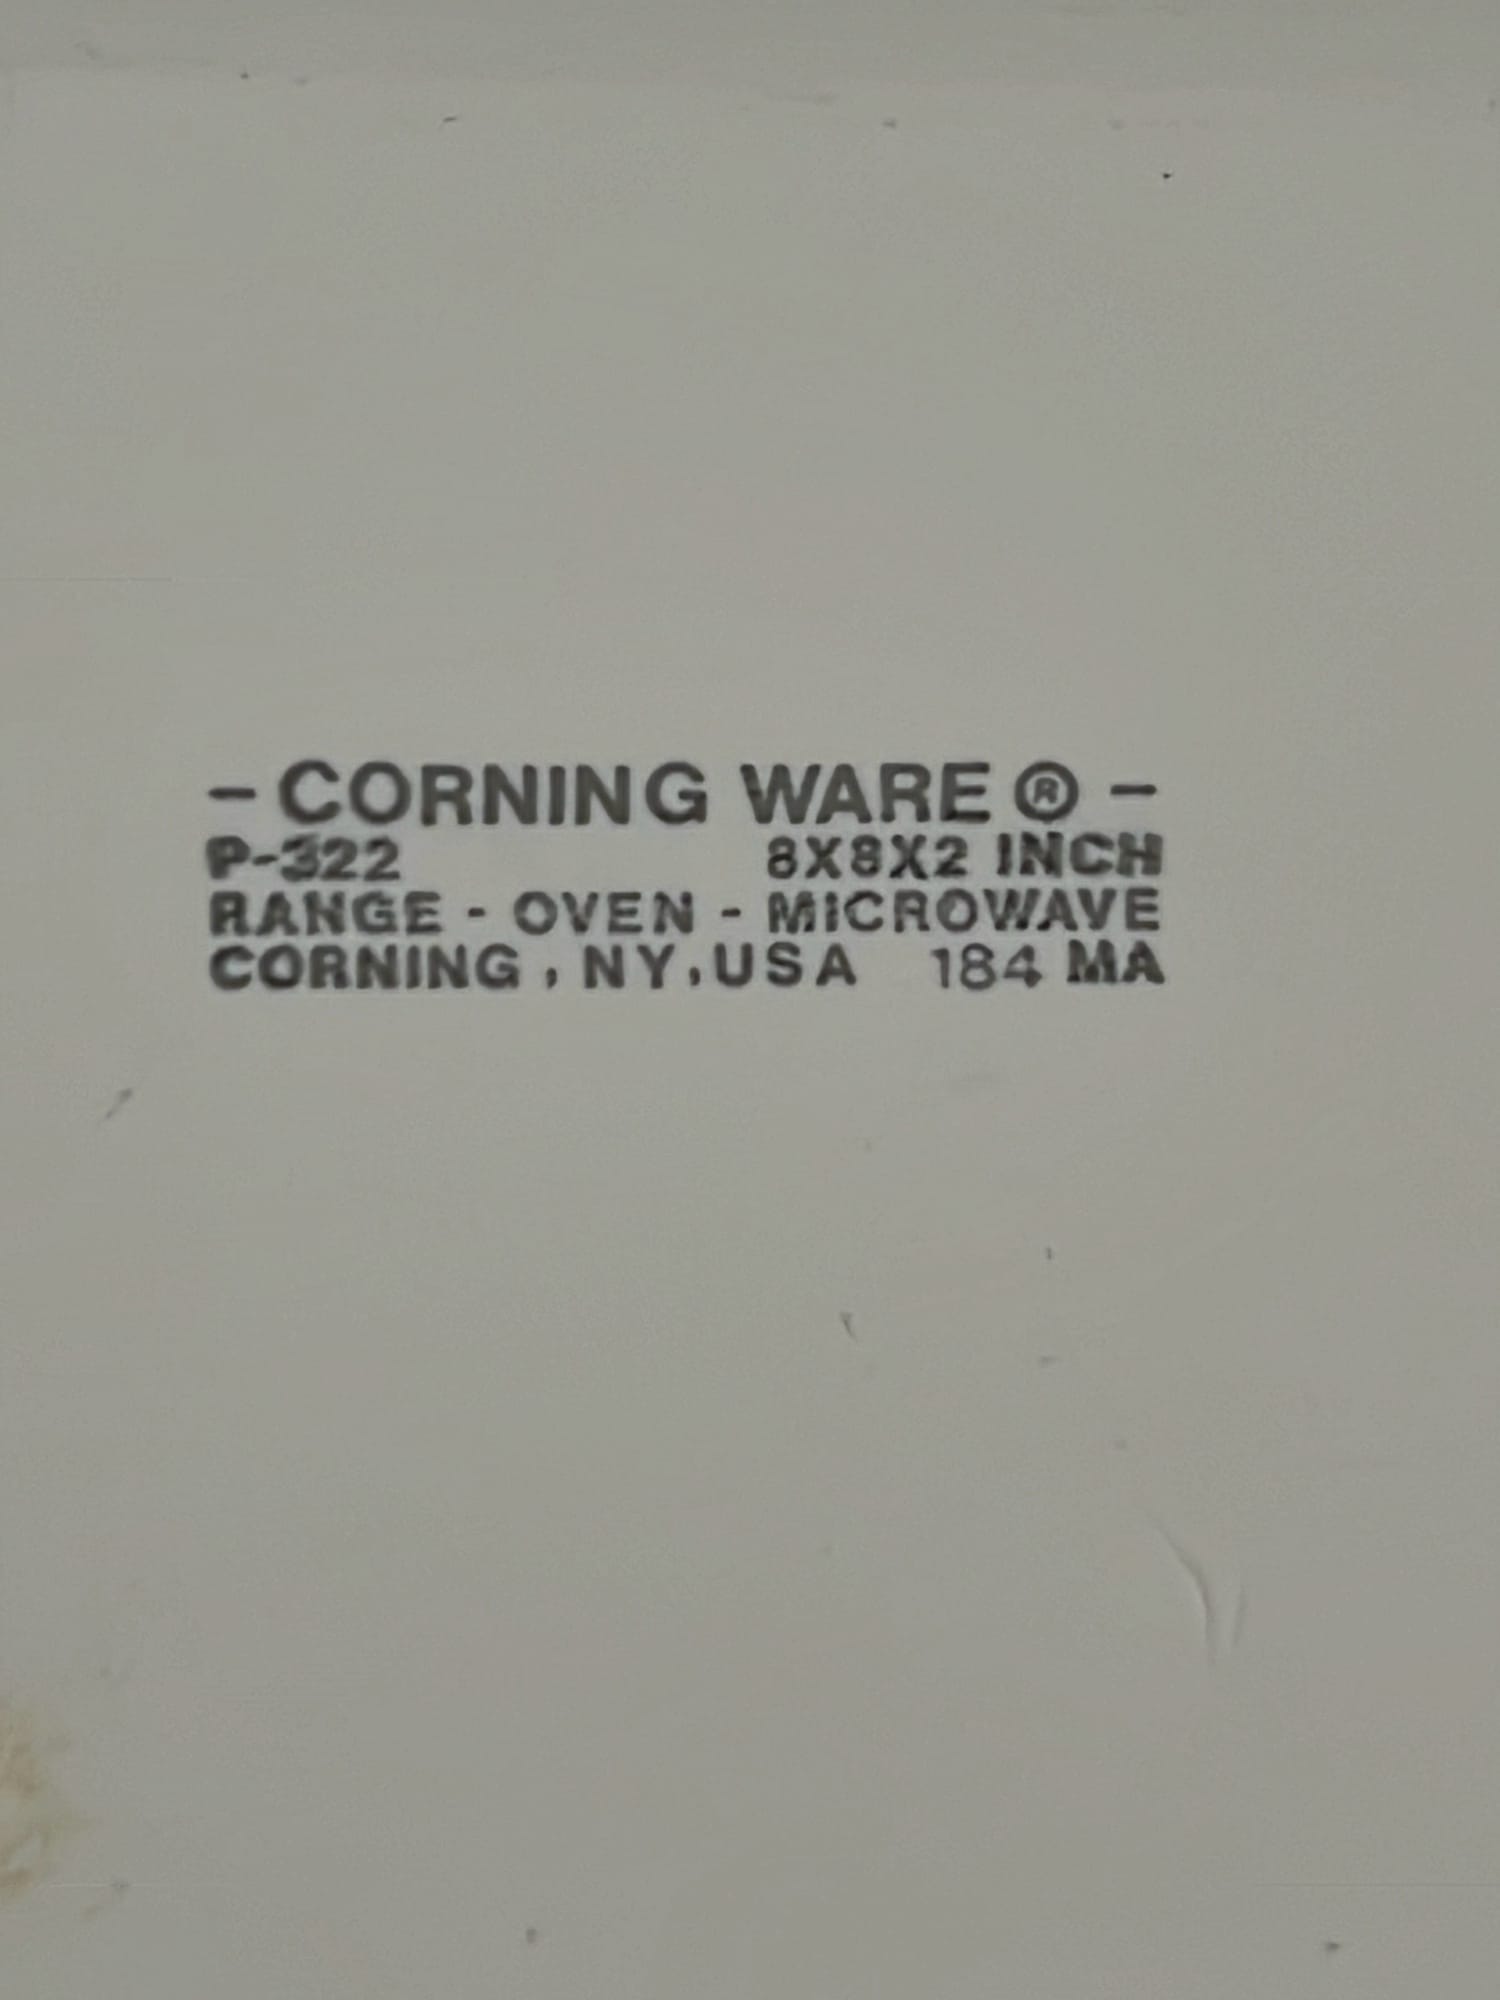 - CORNING WARE ® -
P-322 8X8X2 INCH
RANGE - OVEN - MICROWAVE
CORNING , NY, USA 184 MA